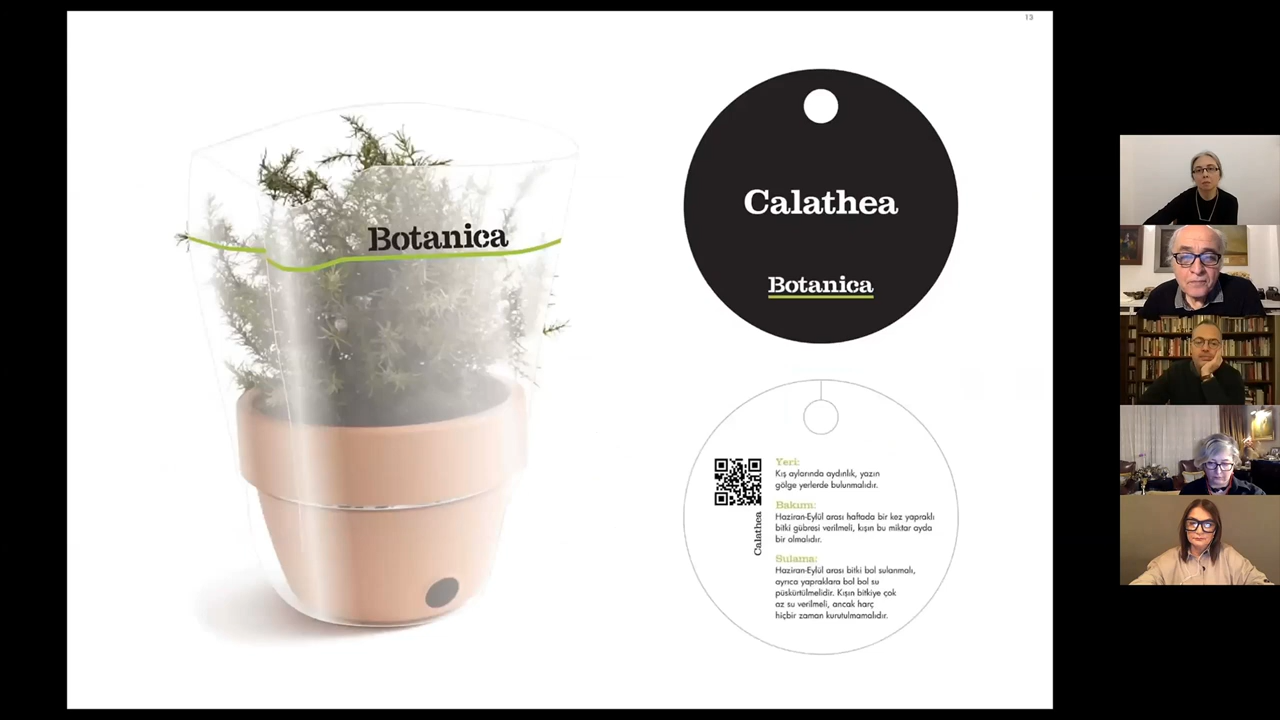 13
Botanica
Calathea
Botanica
Calathea
Yeri:
Kış aylarında aydınlık, yazın
gölge yerlerde bulunmalıdır.
Bakımı:
Haziran-Eylül arası haftada bir kez yapraklı
bitki gübresi verilmeli, kışın bu miktar ayda
bir olmalıdır.
Sulama:
Haziran-Eylül arası bitki bol sulanmalı,
ayrıca yapraklara bol bol su
püskürtülmelidir. Kışın bitkiye çok
az su verilmeli, ancak harç
hiçbir zaman kurutulmamalıdır.